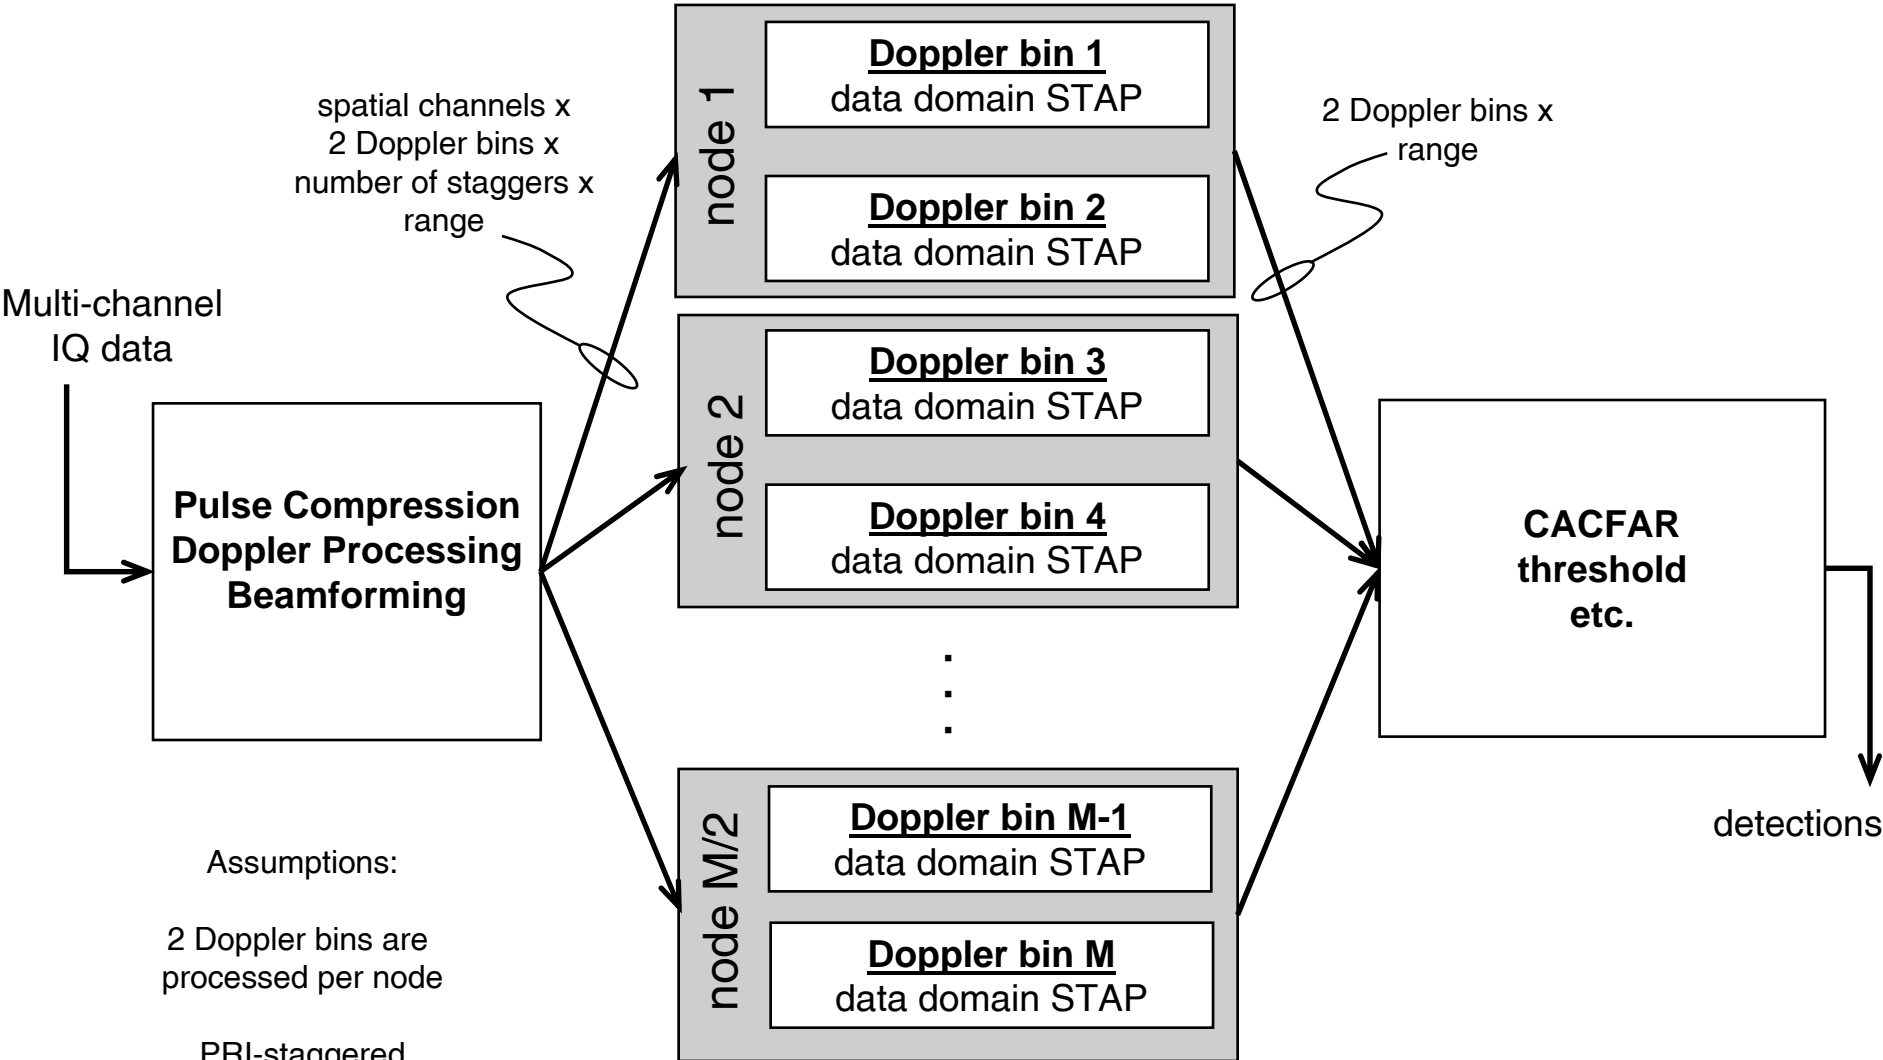 spatial channels x
2 Doppler bins x
number of staggers x
range
Multi-channel
IQ data
Pulse Compression
Doppler Processing
Beamforming
node 1
Doppler bin 1
data domain STAP
Doppler bin 2
data domain STAP
node 2
Doppler bin 3
data domain STAP
Doppler bin 4
data domain STAP
.
.
.
node M/2
Doppler bin M-1
data domain STAP
Doppler bin M
data domain STAP
2 Doppler bins x
range
CACFAR
threshold
etc.
detections
Assumptions:
2 Doppler bins are
processed per node
PRI-staggered